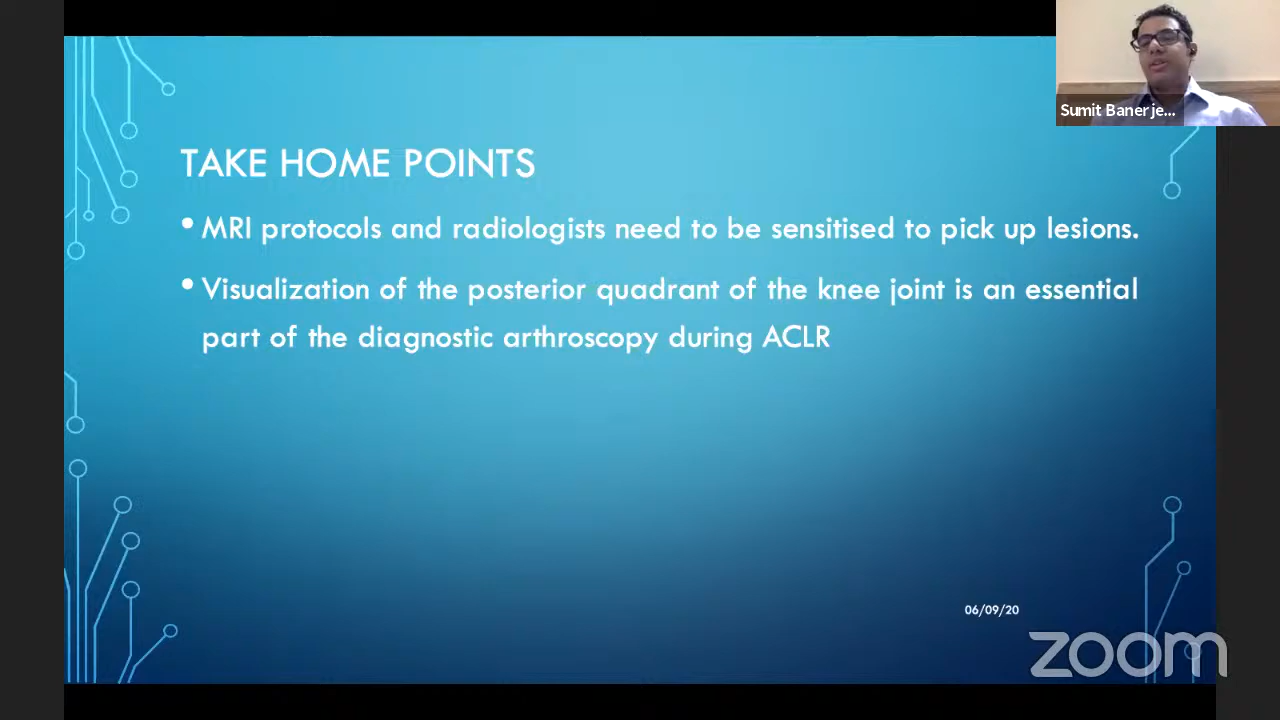 Sumit Banerje...
TAKE HOME POINTS
• MRI protocols and radiologists need to be sensitised to pick up lesions.
• Visualization of the posterior quadrant of the knee joint is an essential
part of the diagnostic arthroscopy during ACLR
06/09/20
zoom